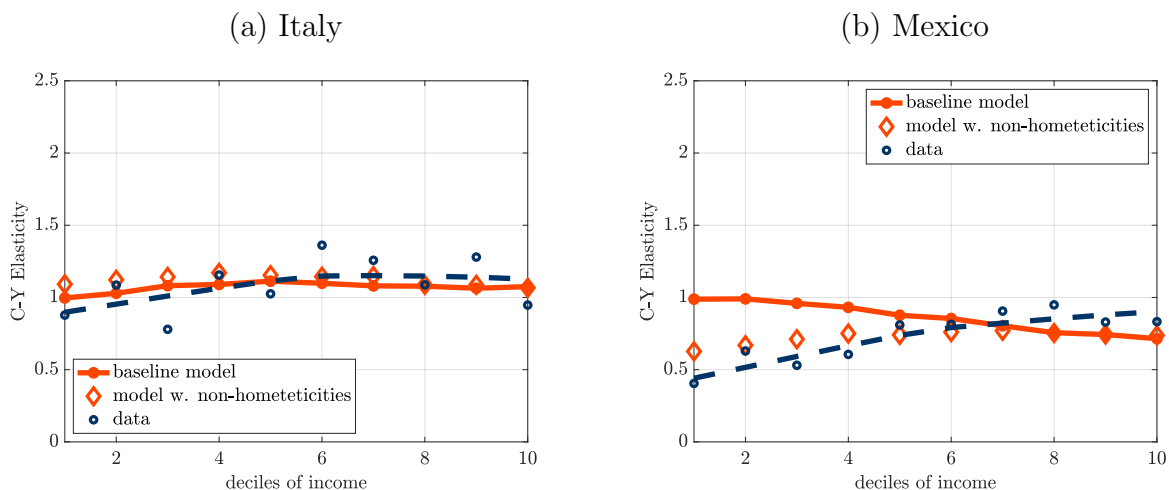 (a) Italy
2.5
2
1.5
1
0.5
0
C-Y Elasticity
baseline model
model w. non-hometeticities
data
2
4
6
8
10
deciles of income
(b) Mexico
2.5
2
1.5
1
0.5
0
C-Y Elasticity
baseline model
model w. non-hometeticities
data
2
4
6
8
10
deciles of income